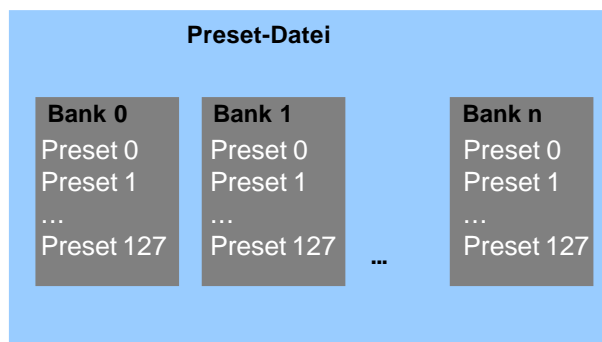 Preset-Datei
Bank 0
Preset 0
Preset 1
...
Preset 127
Bank 1
Preset 0
Preset 1
...
Preset 127
...
Bank n
Preset 0
Preset 1
...
Preset 127